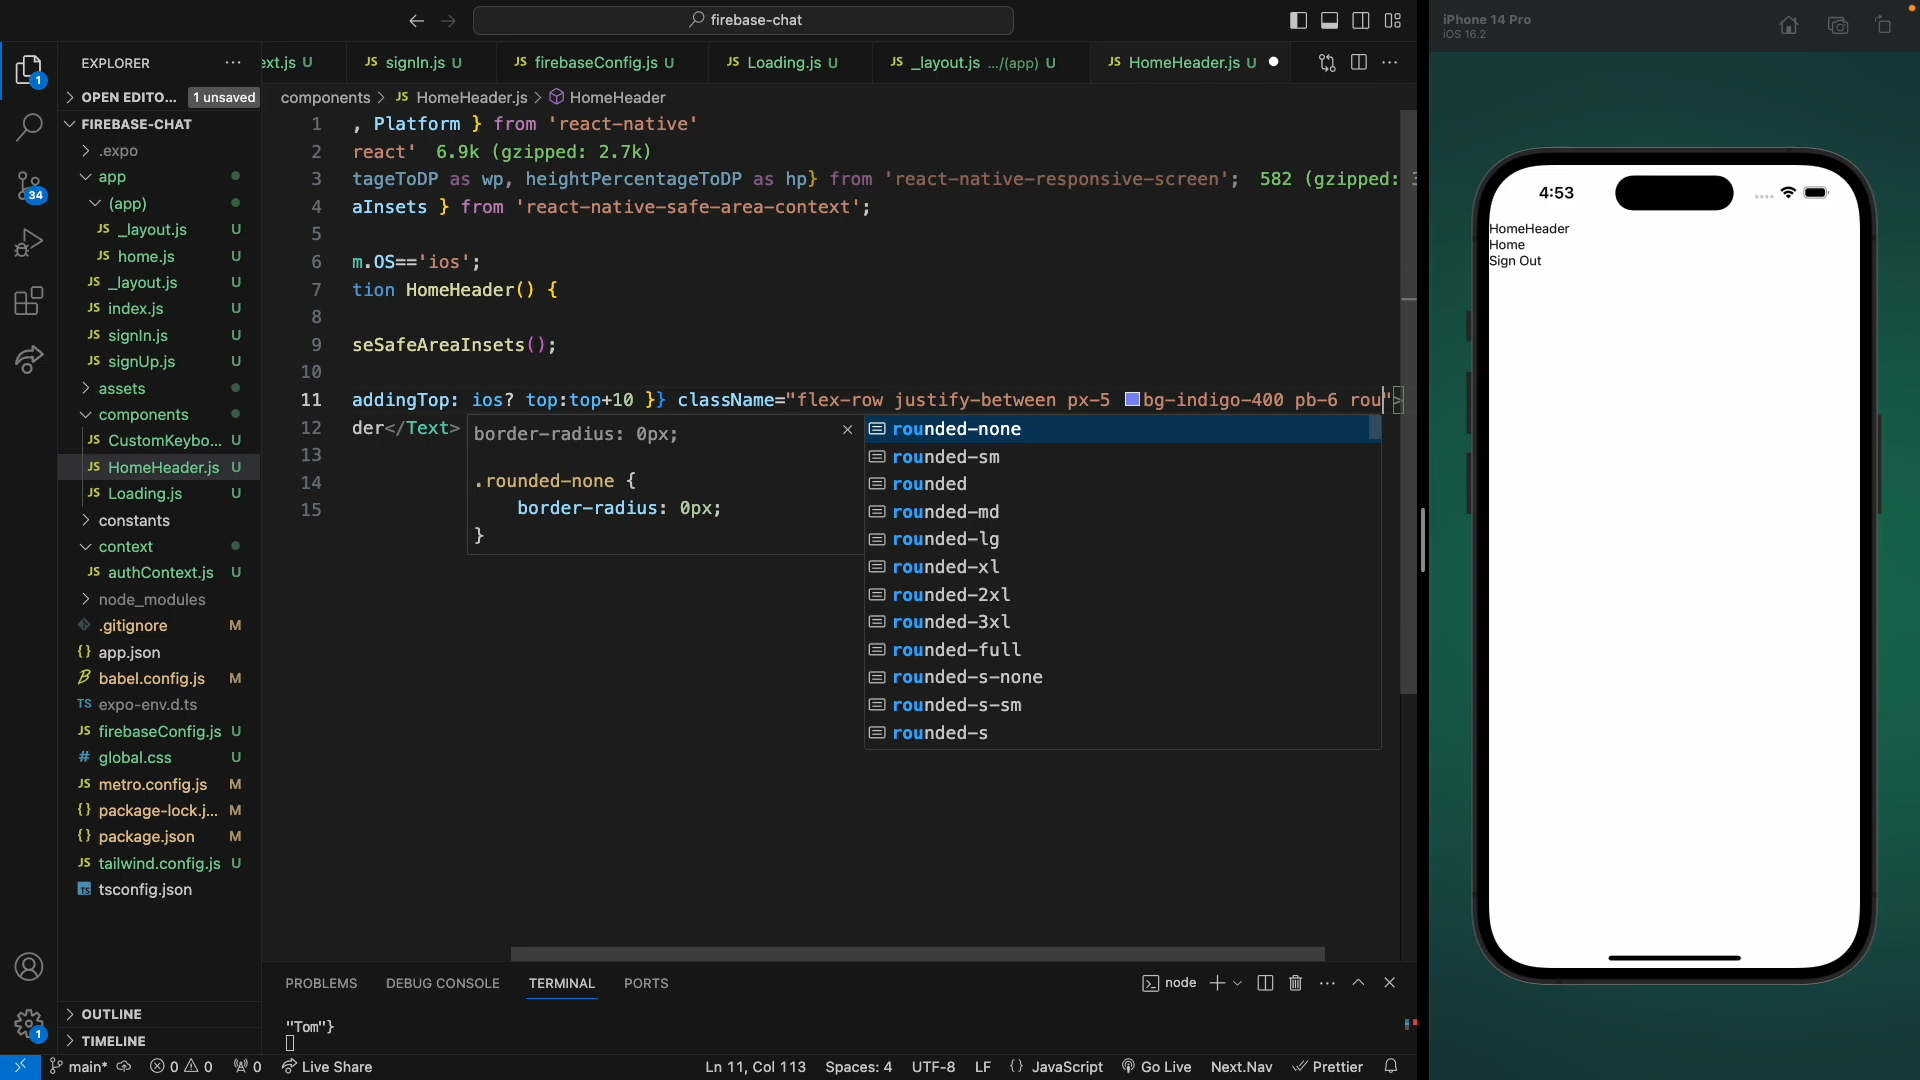 firebase-chat
iPhone 14 Pro
iOS 16.2
EXPLORER
ext.js U
signIn.js U
firebaseConfig.js U
Loading.js U
_layout.js .../(app) U
HomeHeader.js U
OPEN EDITO... 1 unsaved
components > JS HomeHeader.js > HomeHeader
FIREBASE-CHAT
.expo
app
(app)
JS _layout.js U
JS home.js U
JS _layout.js U
JS index.js U
JS signIn.js U
JS signUp.js U
assets
components
JS CustomKeybo... U
JS HomeHeader.js U
JS Loading.js U
constants
context
JS authContext.js U
node_modules
.gitignore M
{} app.json
babel.config.js M
TS expo-env.d.ts
JS firebaseConfig.js U
# global.css U
JS metro.config.js M
{} package-lock.j... M
{} package.json M
JS tailwind.config.js U
tsconfig.json
OUTLINE
TIMELINE
1 , Platform } from 'react-native'
2 react' 6.9k (gzipped: 2.7k)
3 tageToDP as wp, heightPercentageToDP as hp} from 'react-native-responsive-screen'; 582 (gzipped:
4 aInsets } from 'react-native-safe-area-context';
5
6 m.OS=='ios';
7 tion HomeHeader() {
8
9 seSafeAreaInsets();
10
11 addingTop: ios? top:top+10 }} className="flex-row justify-between px-5 bg-indigo-400 pb-6 rou">
12 der</Text>
13
14
15
border-radius: 0px;
.rounded-none {
border-radius: 0px;
}
rounded-none
rounded-sm
rounded
rounded-md
rounded-lg
rounded-xl
rounded-2xl
rounded-3xl
rounded-full
rounded-s-none
rounded-s-sm
rounded-s
4:53
HomeHeader
Home
Sign Out
PROBLEMS DEBUG CONSOLE TERMINAL PORTS
node
"Tom"}
main* 0 0 0 Live Share
Ln 11, Col 113 Spaces: 4 UTF-8 LF {} JavaScript Go Live Next.Nav Prettier
1
34
1